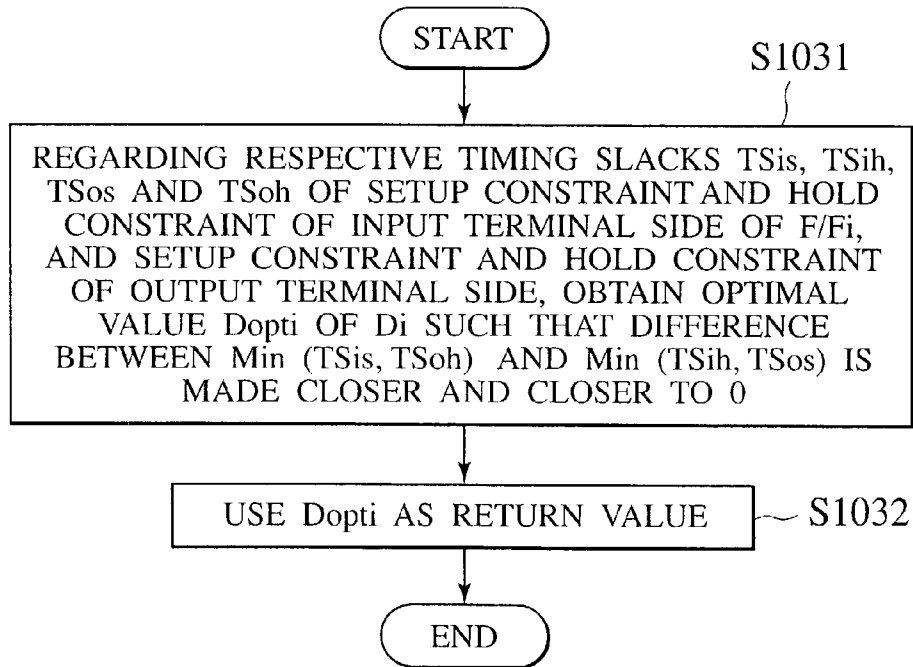 START
S1031
REGARDING RESPECTIVE TIMING SLACKS TSis, TSih,
TSos AND TSoh OF SETUP CONSTRAINT AND HOLD
CONSTRAINT OF INPUT TERMINAL SIDE OF F/Fi,
AND SETUP CONSTRAINT AND HOLD CONSTRAINT
OF OUTPUT TERMINAL SIDE, OBTAIN OPTIMAL
VALUE Dopti OF Di SUCH THAT DIFFERENCE
BETWEEN Min (TSis, TSoh) AND Min (TSih, TSos) IS
MADE CLOSER AND CLOSER TO 0
USE Dopti AS RETURN VALUE
S1032
END